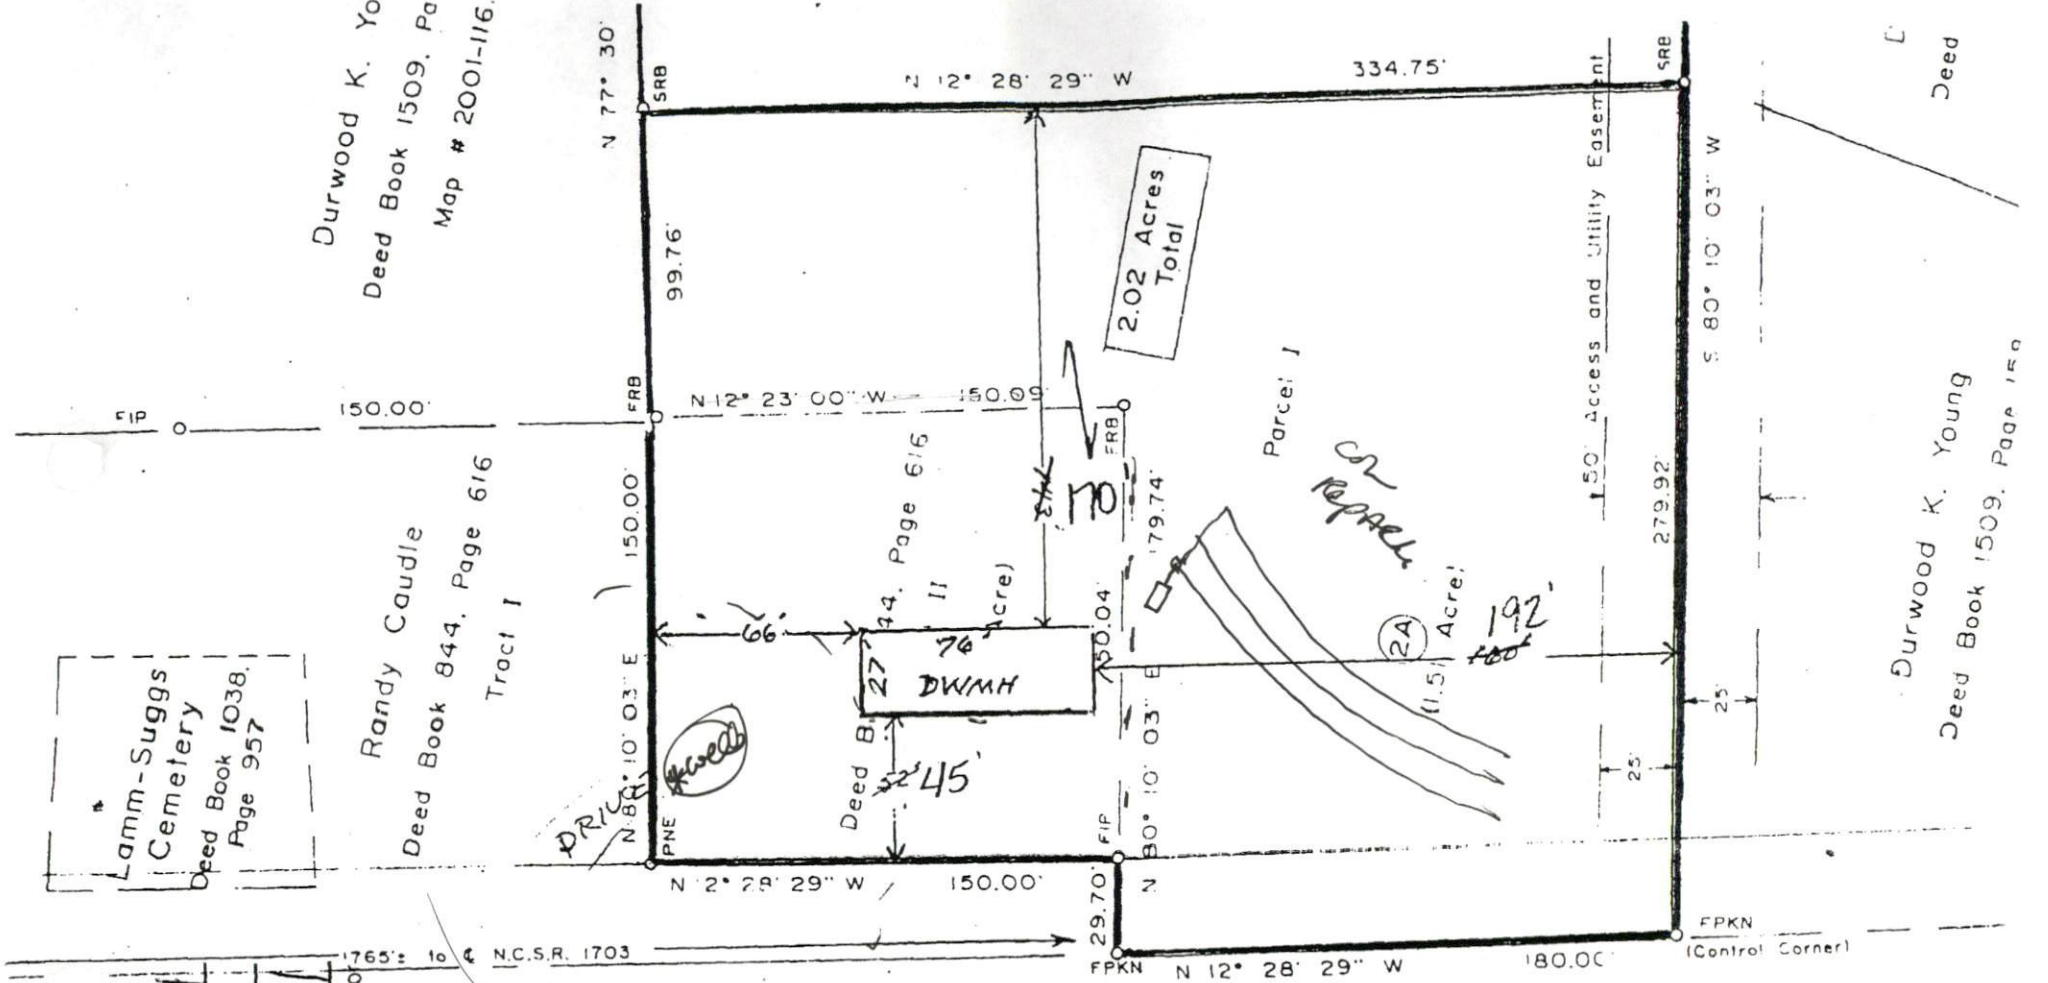 Durwood K. Yo
Deed Book 1509, Pa
Map # 2001-116.
N 77° 30'
SRB
N 12° 28' 29" W
334.75'
SRB
Deed
99.76'
2.02 Acres
Total
50' Access and Utility Easement
S 80° 10' 03" W
FIP
150.00'
FRB
N 12° 23' 00" W
150.09'
FRB
Parcel I
Con
Durwood K. Young
Deed Book 1509, Page
Randy Caudle
Deed Book 844, Page 616
Tract I
150.00'
44, Page 616
II
Acre)
170
179.74'
50.04'
279.92'
2A
(1.5
Acre)
192'
66'
76
27
DWMH
Deed B
45'
well
N 80° 10' 03" E
N 80° 10' 03" E
25'
25'
Lamm-Suggs
Cemetery
Deed Book 1038,
Page 957
PNE
FIP
N 2° 28' 29" W
150.00'
29.70'
1765'± to ℄ N.C.S.R. 1703
FPKN
N 12° 28' 29" W
180.00'
FPKN
(Control Corner)